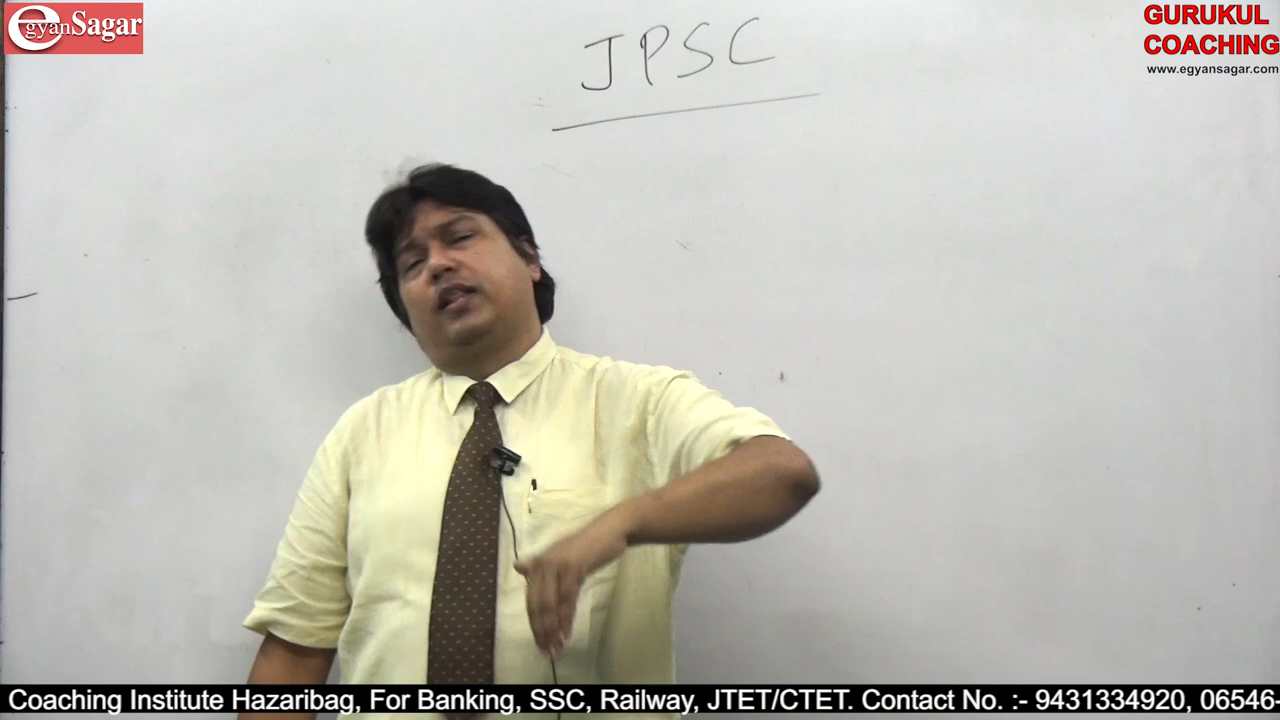 egyanSagar
GURUKUL
COACHING
www.egyansagar.com
JPSC
Coaching Institute Hazaribag, For Banking, SSC, Railway, JTET/CTET. Contact No. :- 9431334920, 06546-